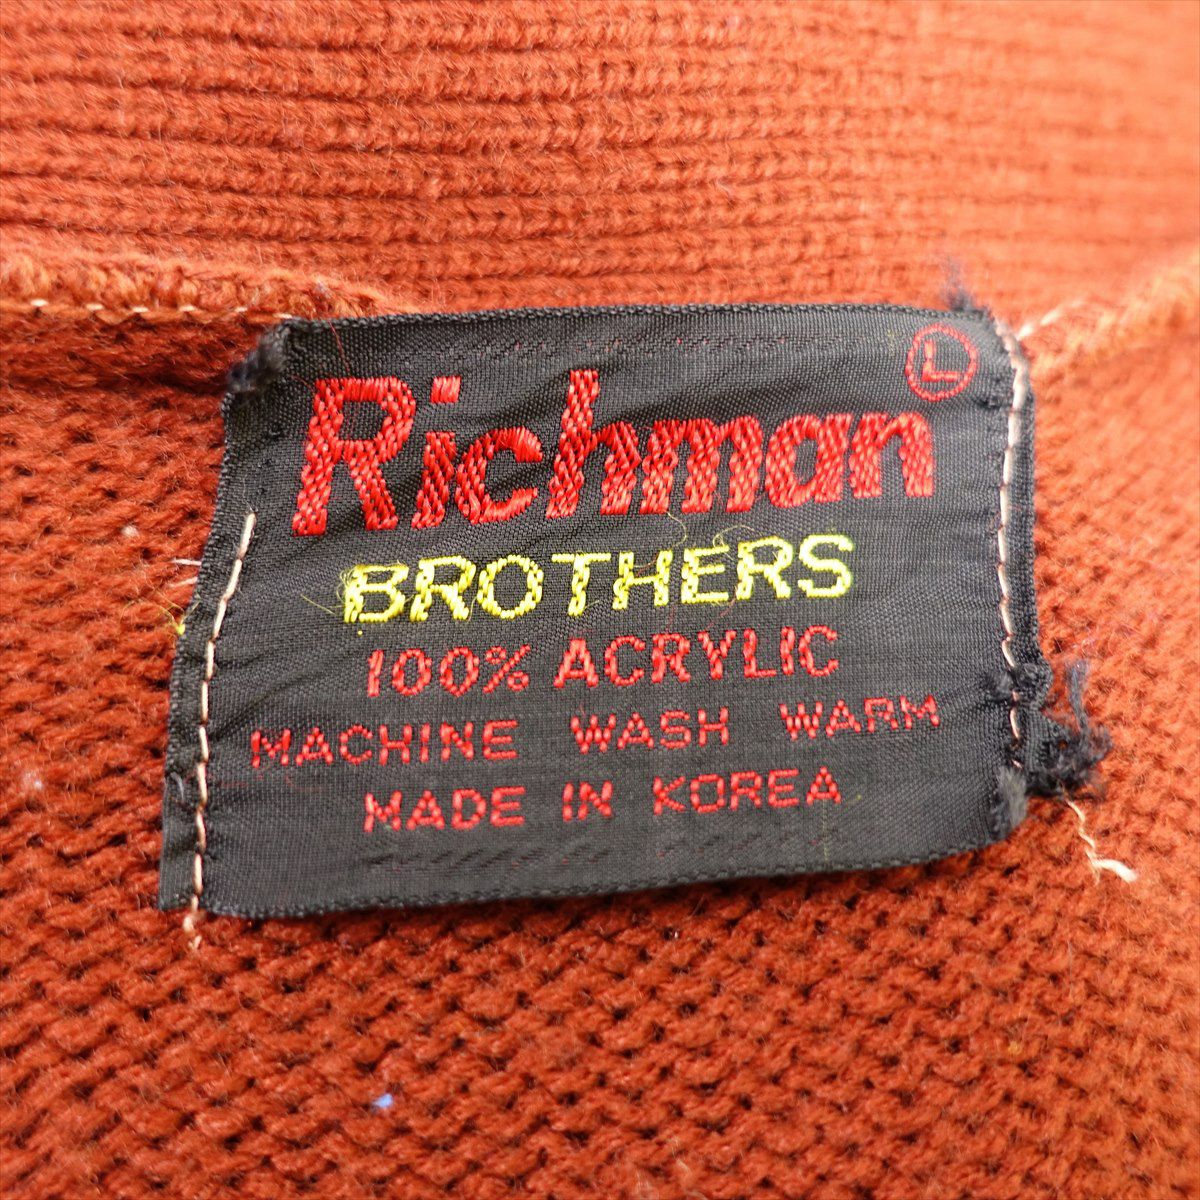 Richman L
BROTHERS
100% ACRYLIC
MACHINE WASH WARM
MADE IN KOREA